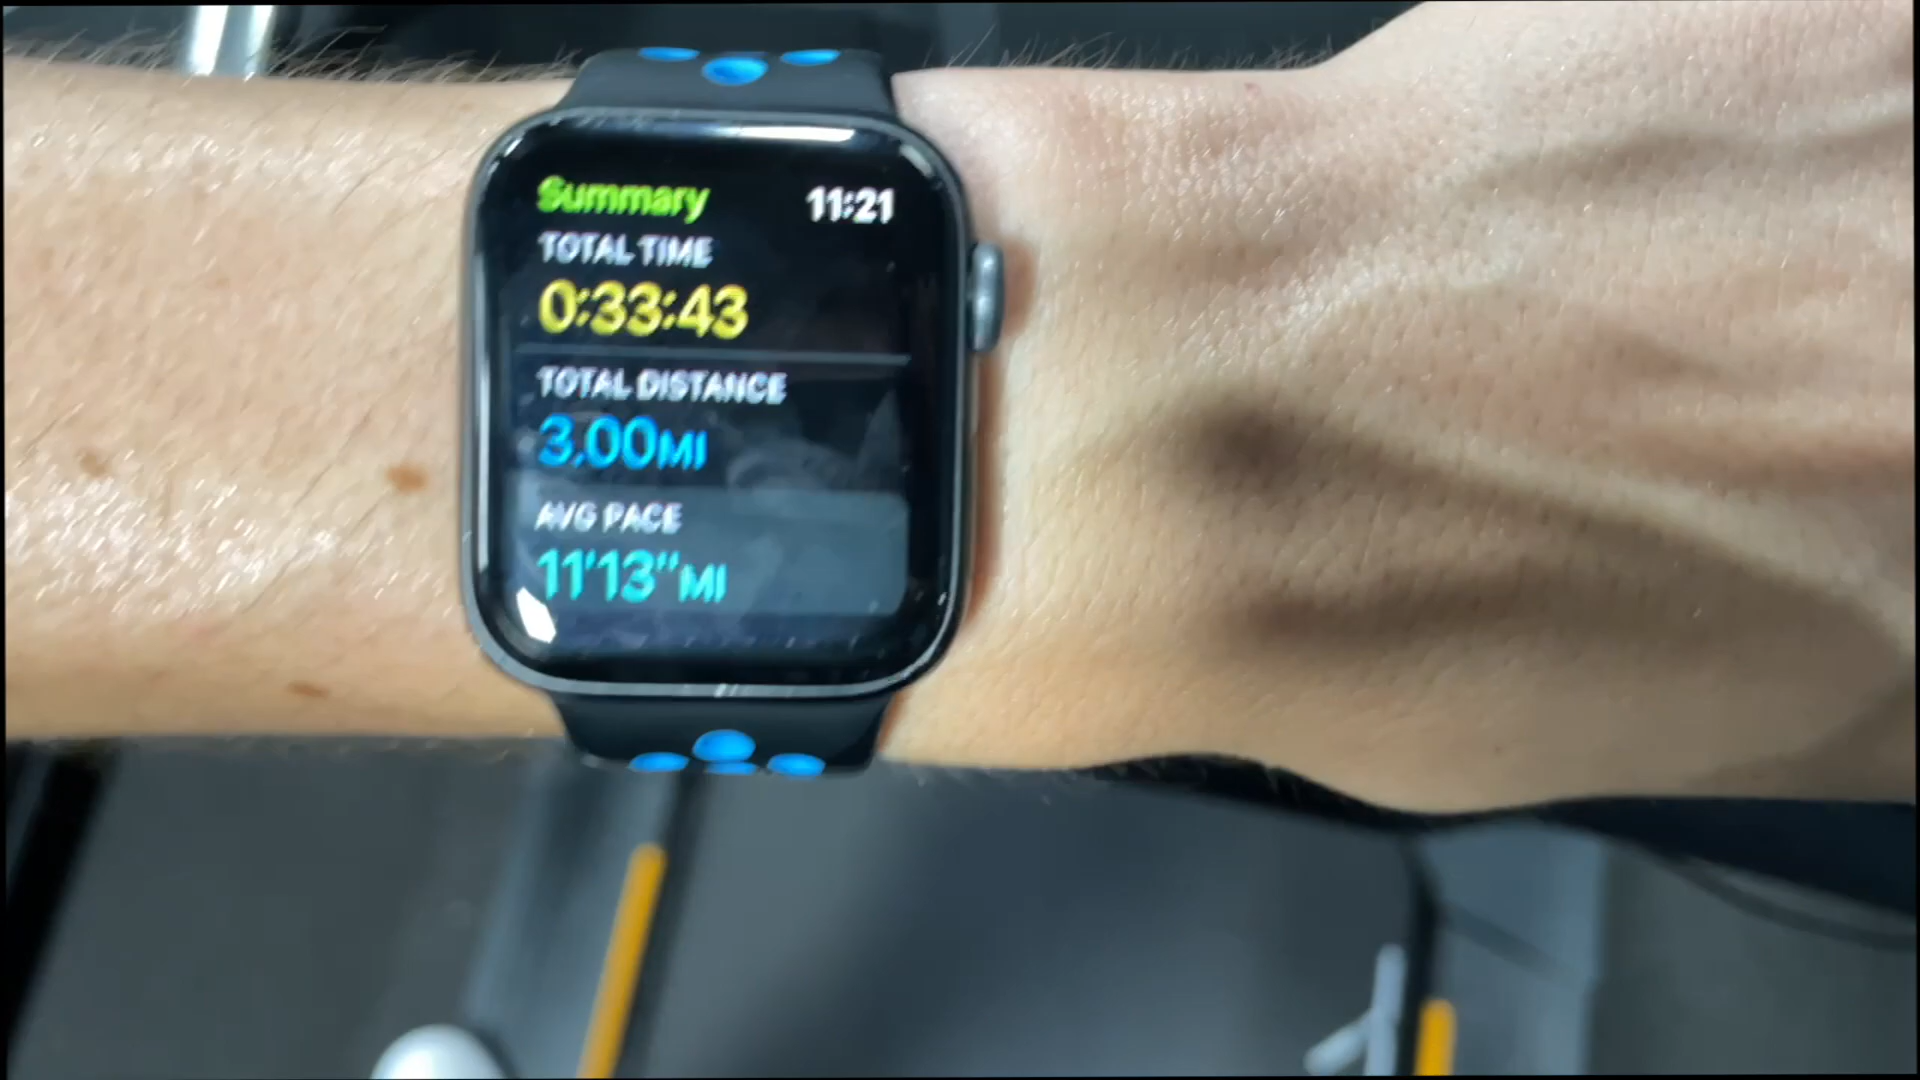 Summary 11:21
TOTAL TIME
0:33:43
TOTAL DISTANCE
3.00MI
AVG PACE
11'13"MI